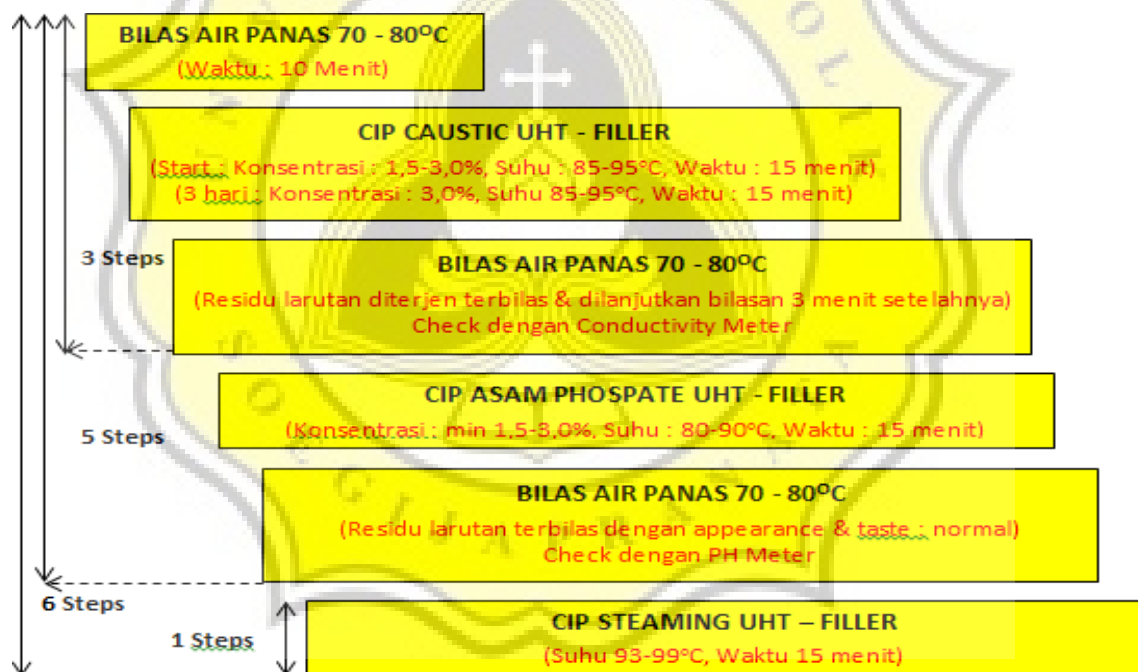 BILAS AIR PANAS 70 - 80⁰C
(Waktu : 10 Menit)
CIP CAUSTIC UHT - FILLER
(Start : Konsentrasi : 1,5-3,0%, Suhu : 85-95°C, Waktu : 15 menit)
(3 hari : Konsentrasi : 3,0%, Suhu 85-95°C, Waktu : 15 menit)
3 Steps
BILAS AIR PANAS 70 - 80⁰C
(Residu larutan diterjen terbilas & dilanjutkan bilasan 3 menit setelahnya)
Check dengan Conductivity Meter
CIP ASAM PHOSPATE UHT - FILLER
(Konsentrasi : min 1,5-3,0%, Suhu : 80-90°C, Waktu : 15 menit)
5 Steps
BILAS AIR PANAS 70 - 80⁰C
(Residu larutan terbilas dengan appearance & taste : normal)
Check dengan PH Meter
6 Steps
CIP STEAMING UHT – FILLER
(Suhu 93-99°C, Waktu 15 menit)
1 Steps